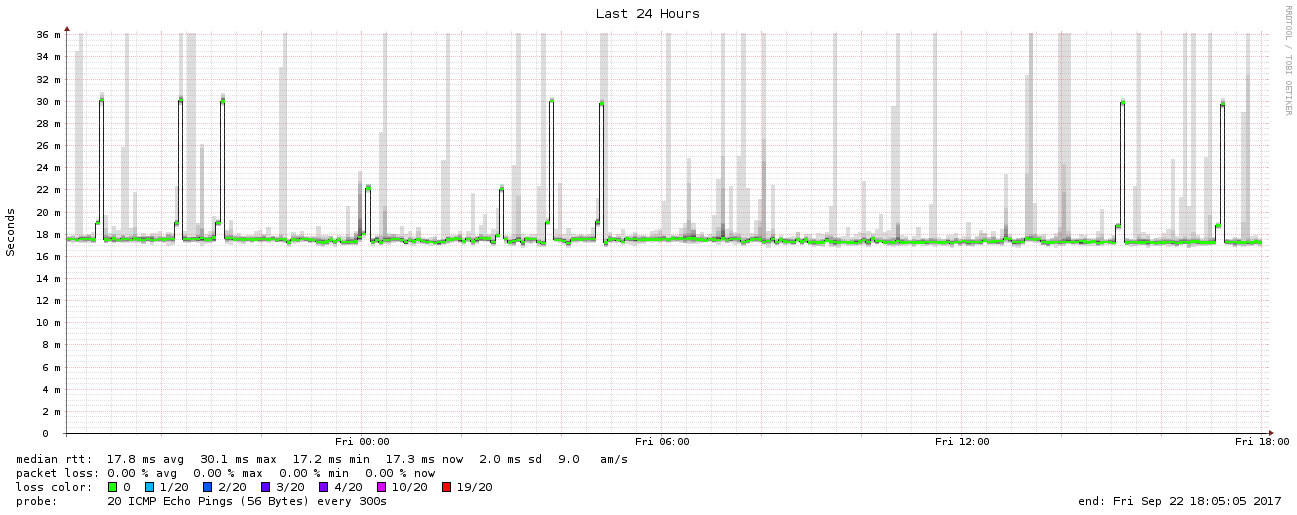 Last 24 Hours
RRDTOOL / TOBI OETIKER
Seconds
36 m
34 m
32 m
30 m
28 m
26 m
24 m
22 m
20 m
18 m
16 m
14 m
12 m
10 m
8 m
6 m
4 m
2 m
0
Fri 00:00 Fri 06:00 Fri 12:00 Fri 18:00
median rtt: 17.8 ms avg 30.1 ms max 17.2 ms min 17.3 ms now 2.0 ms sd 9.0 am/s
packet loss: 0.00 % avg 0.00 % max 0.00 % min 0.00 % now
loss color: 0 1/20 2/20 3/20 4/20 10/20 19/20
probe: 20 ICMP Echo Pings (56 Bytes) every 300s end: Fri Sep 22 18:05:05 2017